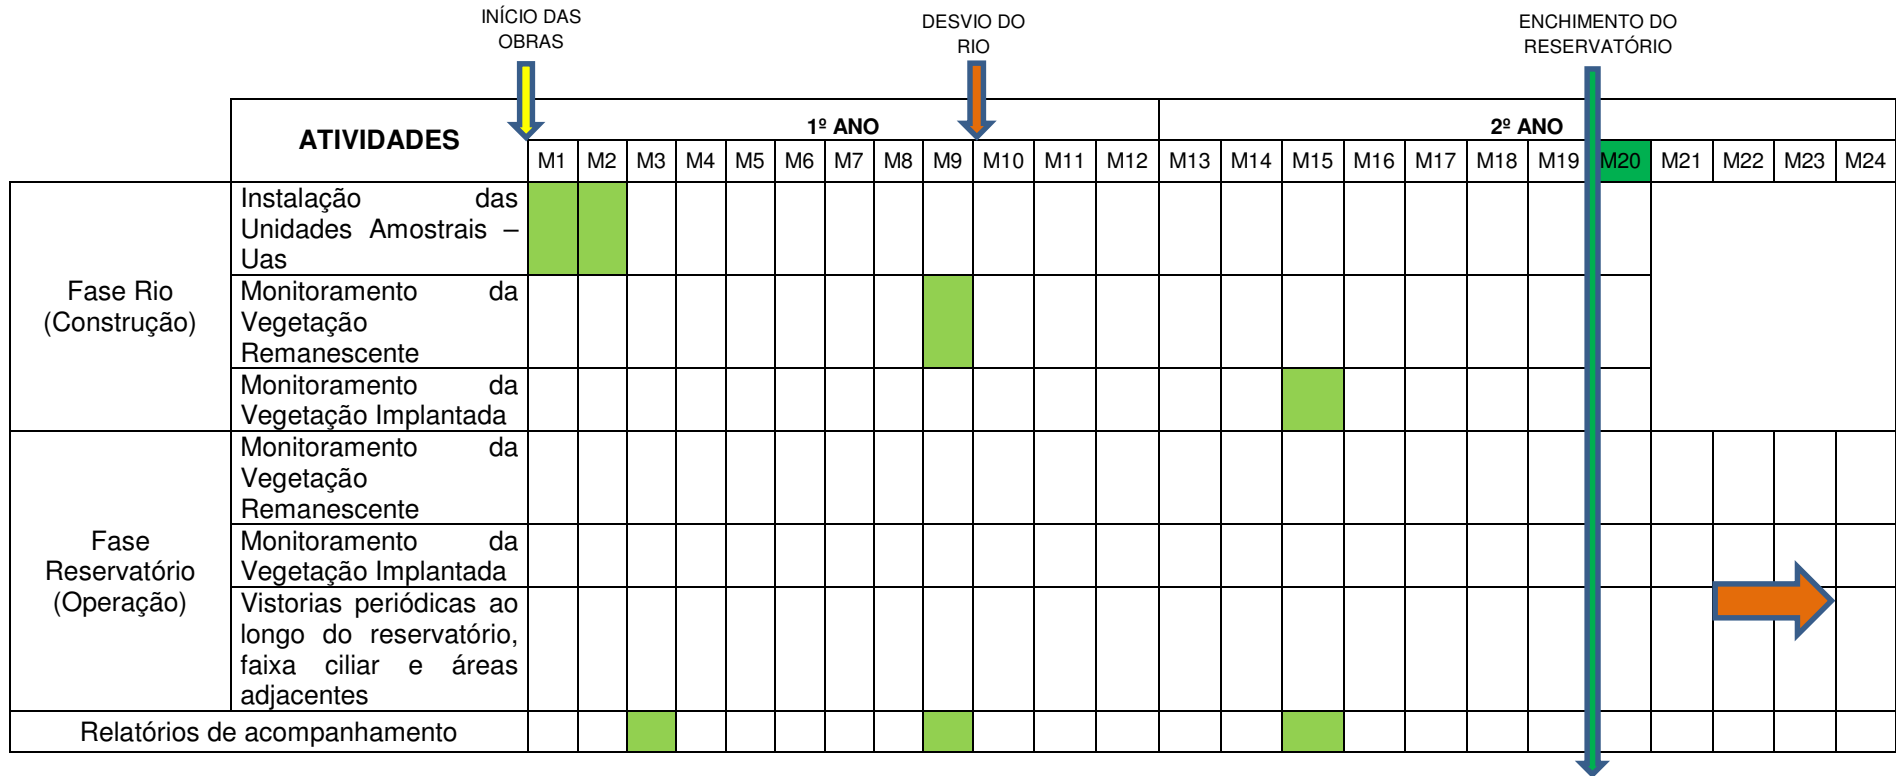 INÍCIO DAS
OBRAS
DESVIO DO
RIO
ENCHIMENTO DO
RESERVATÓRIO
ATIVIDADES
1º ANO
2º ANO
M1 M2 M3 M4 M5 M6 M7 M8 M9 M10 M11 M12 M13 M14 M15 M16 M17 M18 M19 M20 M21 M22 M23 M24
Fase Rio
(Construção)
Instalação das
Unidades Amostrais –
Uas
Monitoramento da
Vegetação
Remanescente
Monitoramento da
Vegetação Implantada
Fase
Reservatório
(Operação)
Monitoramento da
Vegetação
Remanescente
Monitoramento da
Vegetação Implantada
Vistorias periódicas ao
longo do reservatório,
faixa ciliar e áreas
adjacentes
Relatórios de acompanhamento